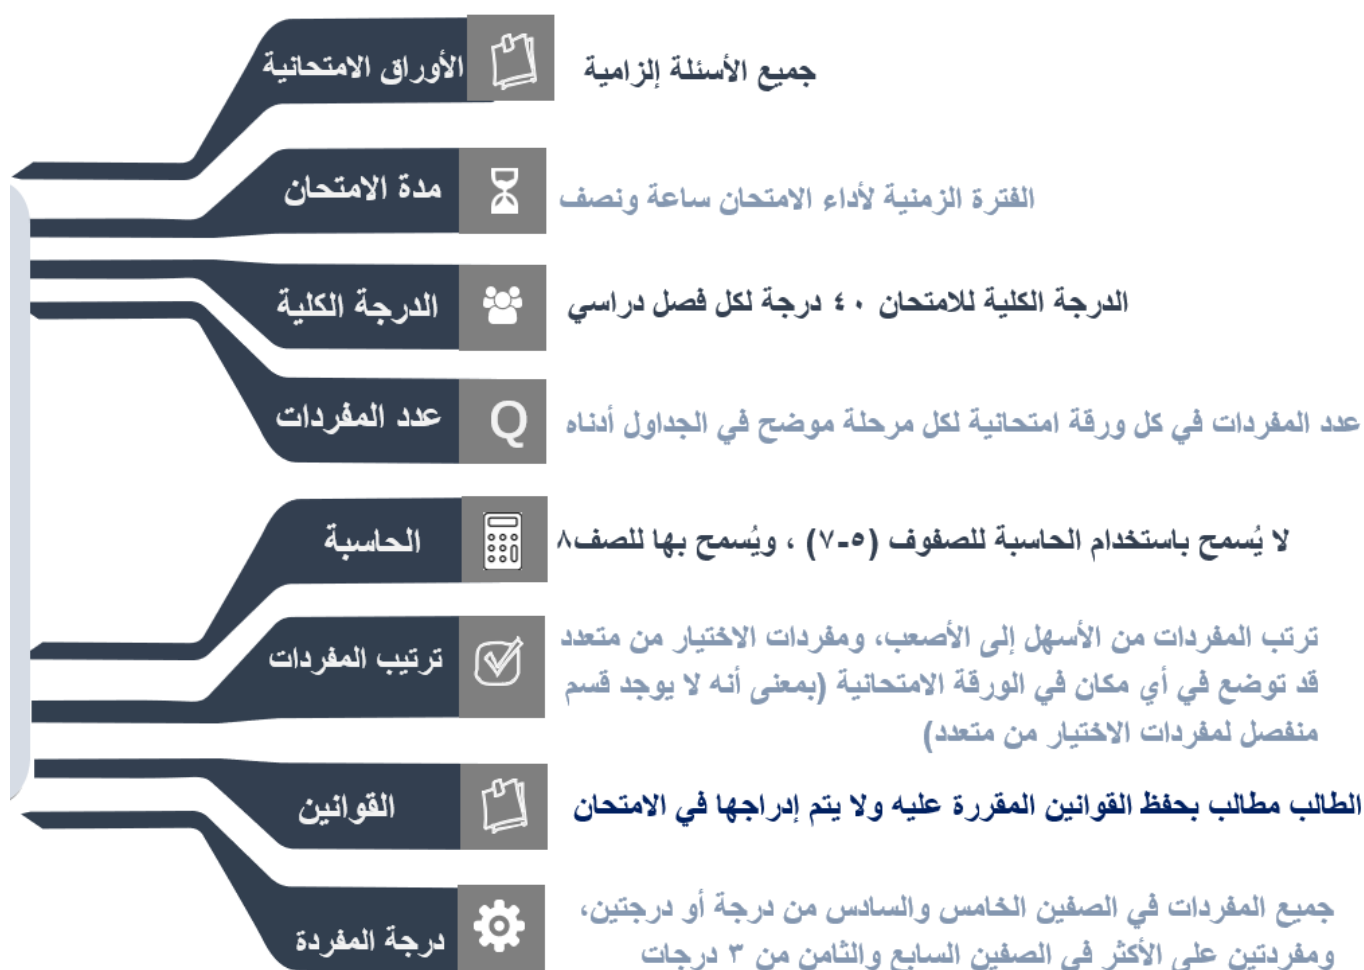 الأوراق الامتحانية
جميع الأسئلة إلزامية
مدة الامتحان
الفترة الزمنية لأداء الامتحان ساعة ونصف
الدرجة الكلية
الدرجة الكلية للامتحان ٤٠ درجة لكل فصل دراسي
عدد المفردات
Q
عدد المفردات في كل ورقة امتحانية لكل مرحلة موضح في الجداول أدناه
الحاسبة
لا يُسمح باستخدام الحاسبة للصفوف (٥-٧) ، ويُسمح بها للصف٨
ترتيب المفردات
ترتب المفردات من الأسهل إلى الأصعب، ومفردات الاختيار من متعدد
قد توضع في أي مكان في الورقة الامتحانية (بمعنى أنه لا يوجد قسم
منفصل لمفردات الاختيار من متعدد)
القوانين
الطالب مطالب بحفظ القوانين المقررة عليه ولا يتم إدراجها في الامتحان
درجة المفردة
جميع المفردات في الصفين الخامس والسادس من درجة أو درجتين،
ومفردتين على الأكثر في الصفين السابع والثامن من ٣ درجات